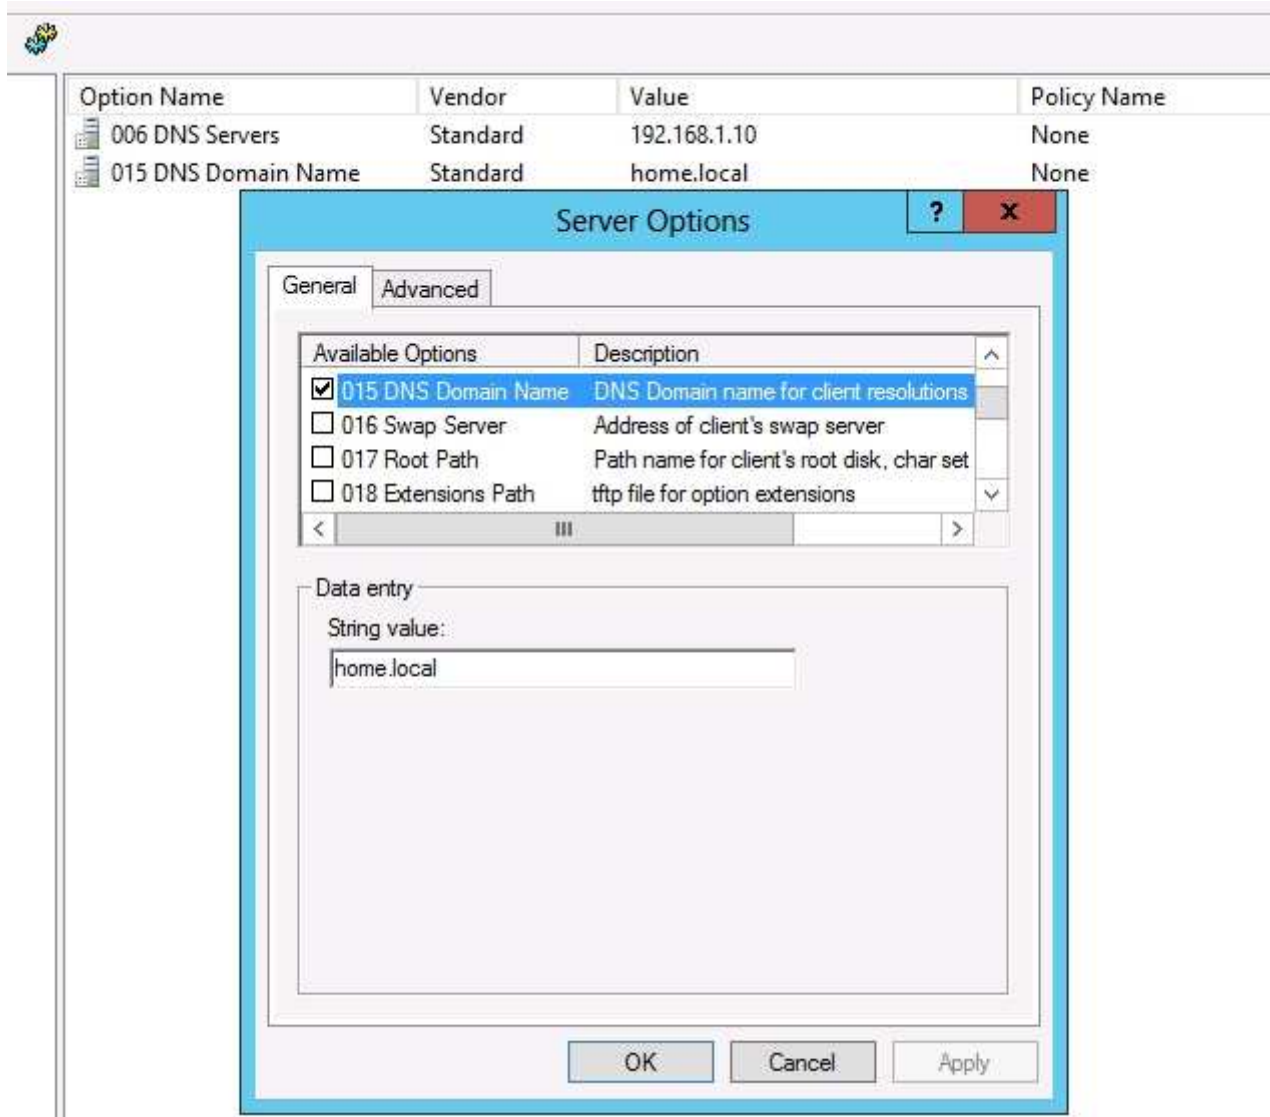 Option Name Vendor Value Policy Name
006 DNS Servers Standard 192.168.1.10 None
015 DNS Domain Name Standard home.local None
Server Options ? x
General Advanced
Available Options Description
015 DNS Domain Name DNS Domain name for client resolutions
016 Swap Server Address of client's swap server
017 Root Path Path name for client's root disk, char set
018 Extensions Path tftp file for option extensions
Data entry
String value:
home.local
OK Cancel Apply